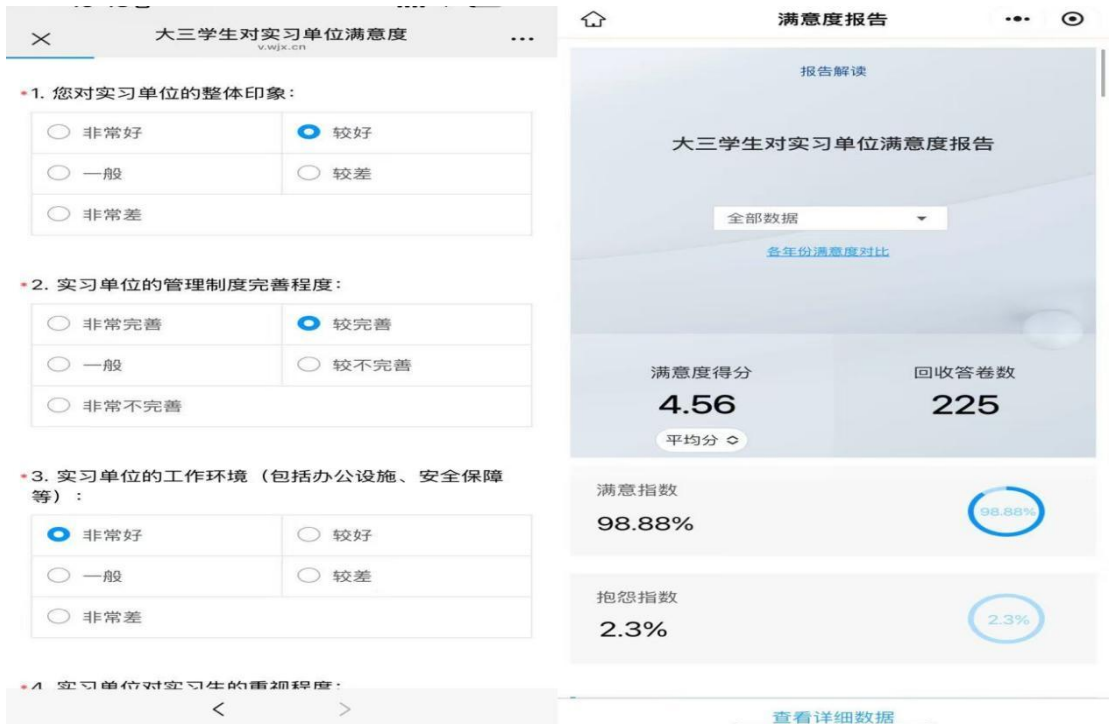 大三学生对实习单位满意度
v.wjx.cn
*1. 您对实习单位的整体印象:
非常好
较好
一般
较差
非常差
*2. 实习单位的管理制度完善程度:
非常完善
较完善
一般
较不完善
非常不完善
*3. 实习单位的工作环境（包括办公设施、安全保障
等）:
非常好
较好
一般
较差
非常差
*4. 实习单位对实习生的重视程度:
满意度报告
报告解读
大三学生对实习单位满意度报告
全部数据
各年份满意度对比
满意度得分
回收答卷数
4.56
225
平均分
满意指数
98.88%
98.88%
抱怨指数
2.3%
2.3%
查看详细数据